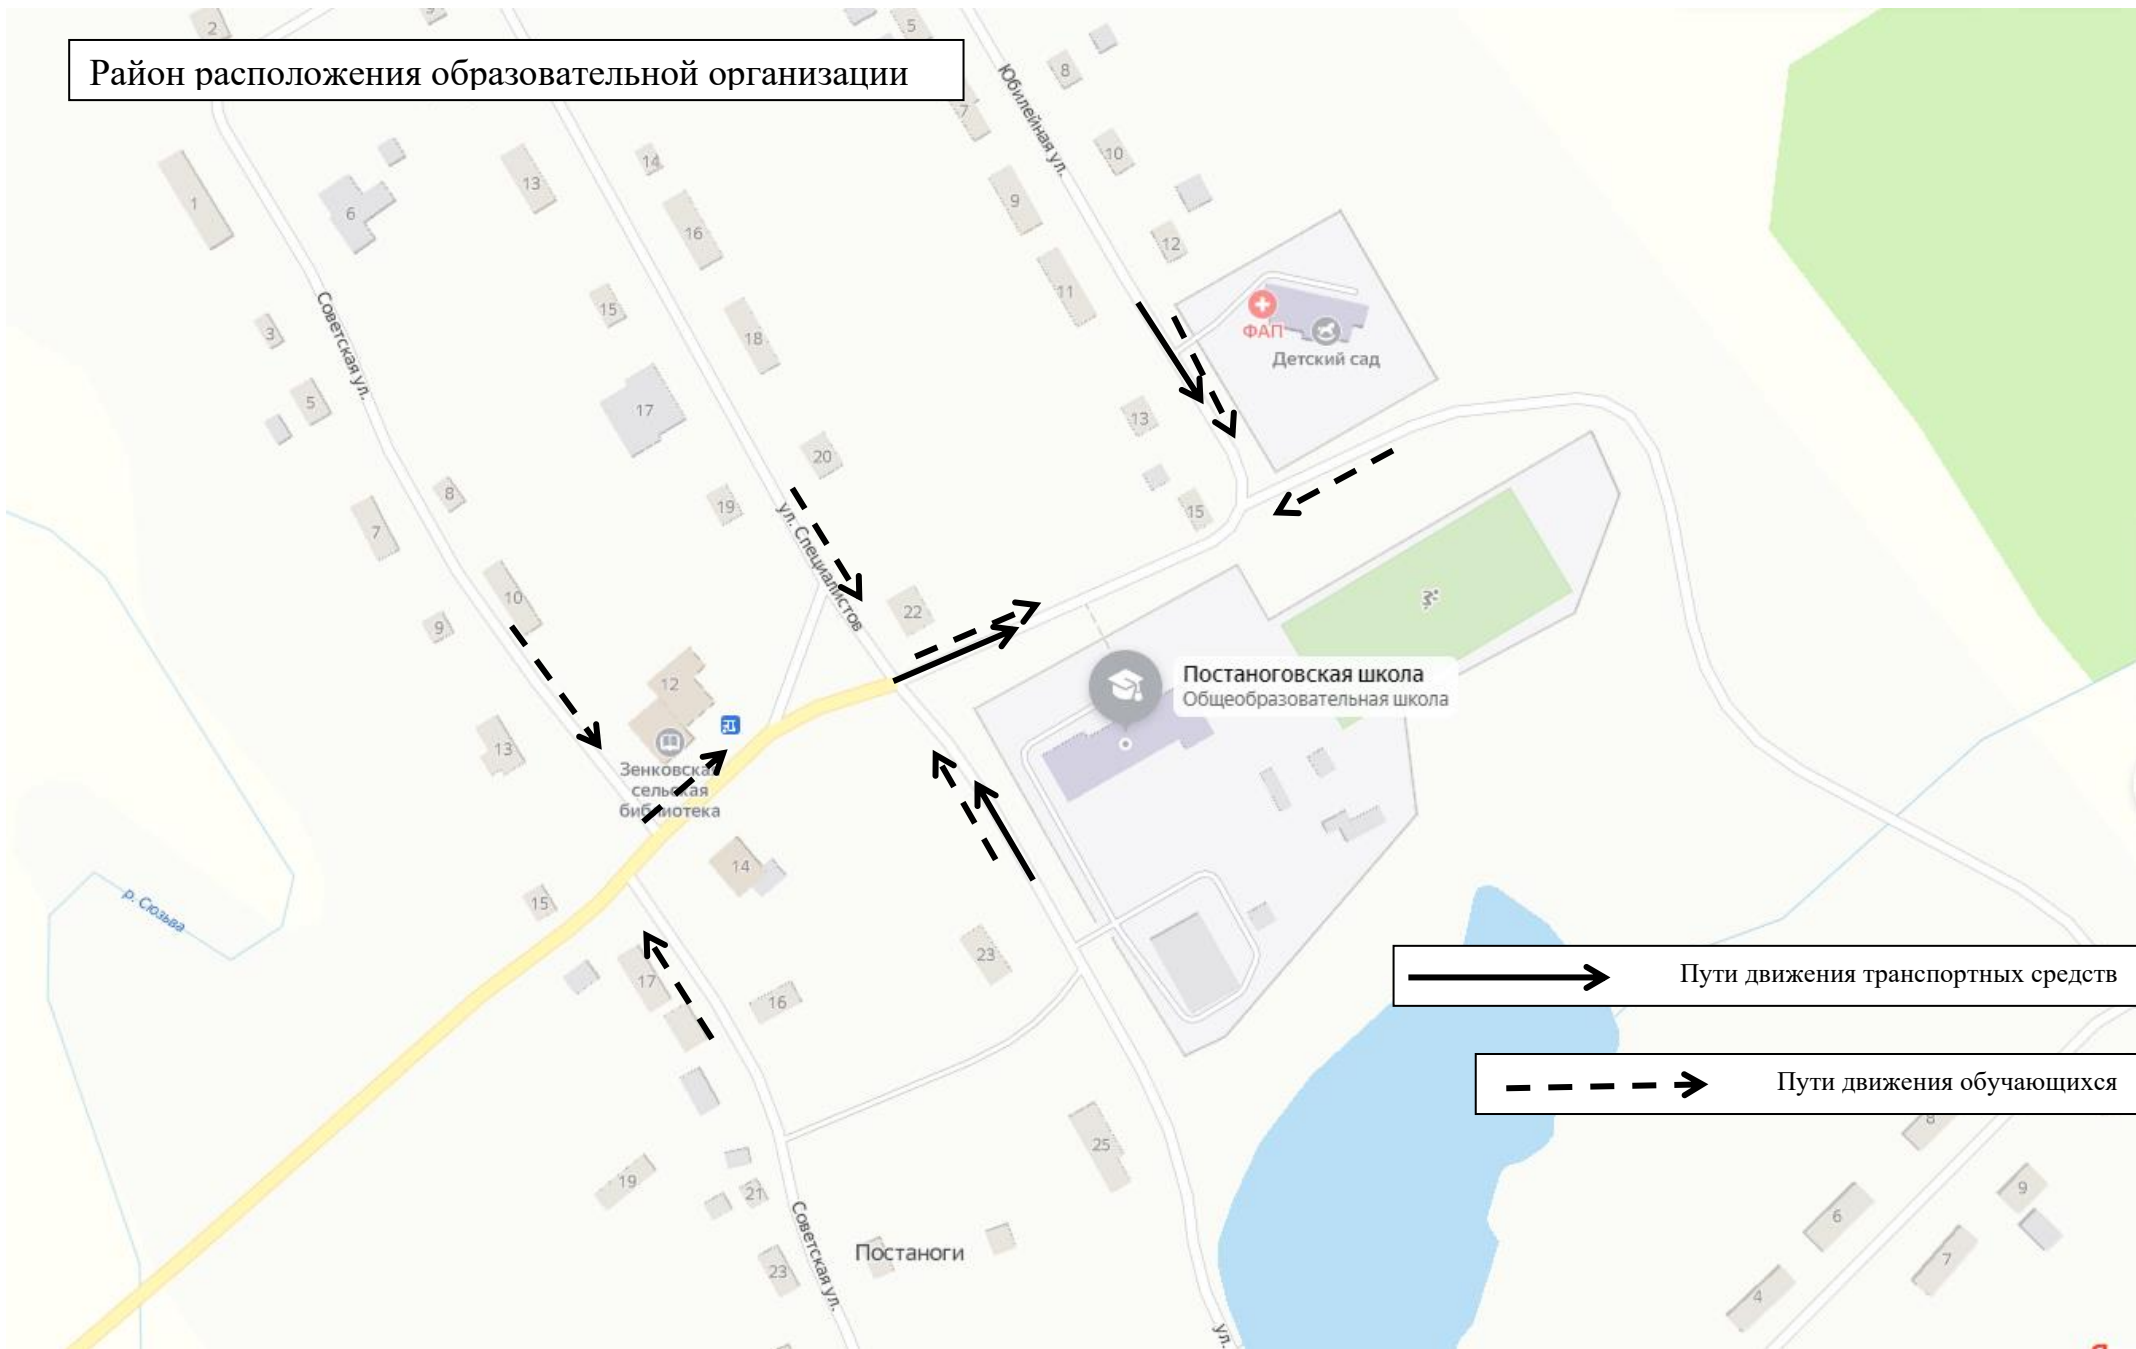 Район расположения образовательной организации
2
5
7
8
10
9
12
11
13
15
Юбилейная ул.
1
6
13
14
16
15
18
17
20
19
22
3
5
Советская ул.
8
7
10
9
12
13
ул. Специалистов
ФАП
Детский сад
Постаноговская школа
Общеобразовательная школа
Зенковская
сельская
библиотека
14
15
17
16
23
р. Сюзьва
Пути движения транспортных средств
Пути движения обучающихся
25
19
21
23
Советская ул.
Постаноги
ул.
8
9
6
7
4